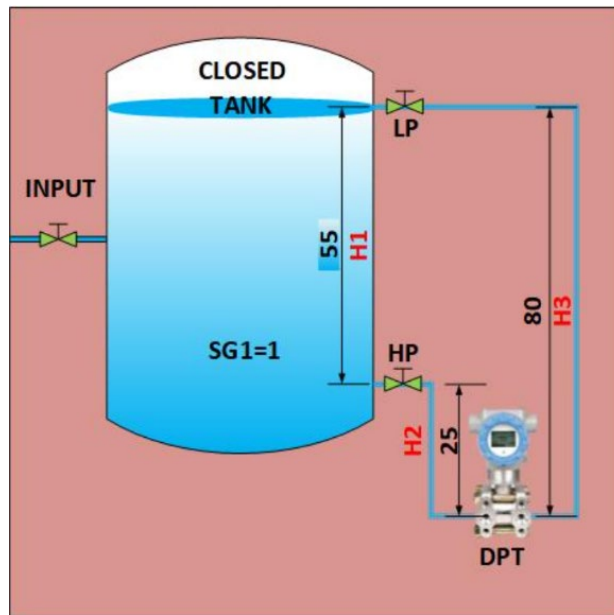 CLOSED
TANK
LP
INPUT
55
H1
80
H3
SG1=1
HP
H2
25
DPT